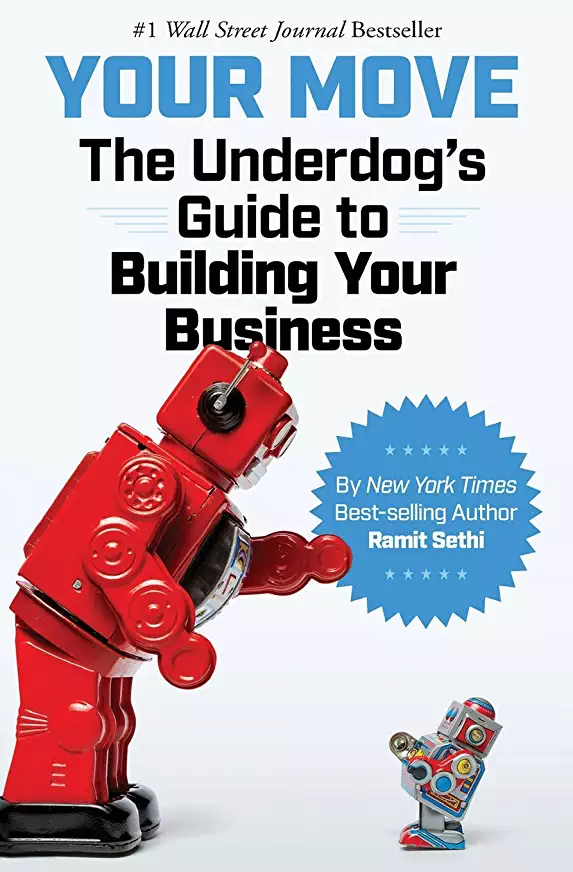 #1 Wall Street Journal Bestseller
YOUR MOVE
The Underdog's
Guide to
Building Your
Business
By New York Times
Best-selling Author
Ramit Sethi